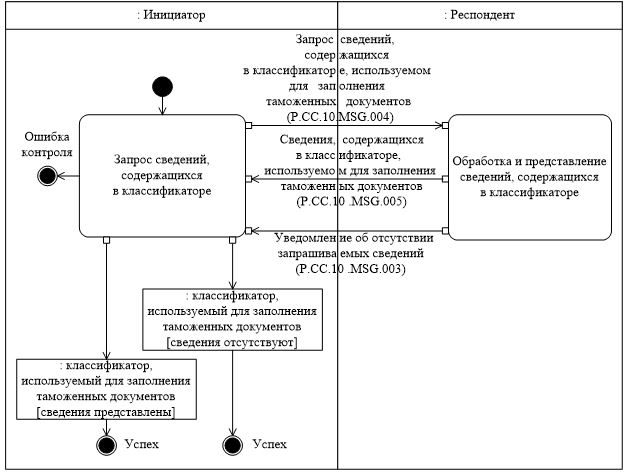 : Инициатор
: Респондент
Запрос сведений,
содержащихся
в классификаторе, используемом
для заполнения
таможенных документов
(P.CC.10.MSG.004)
Ошибка
контроля
Запрос сведений,
содержащихся
в классификаторе
Сведения, содержащихся
в классификаторе,
используемом для заполнения
таможенных документов
(P.CC.10 .MSG.005)
Обработка и представление
сведений, содержащихся
в классификаторе
Уведомление об отсутствии
запрашиваемых сведений
(P.CC.10 .MSG.003)
: классификатор,
используемый для заполнения
таможенных документов
[сведения отсутствуют]
: классификатор,
используемый для заполнения
таможенных документов
[сведения представлены]
Успех
Успех